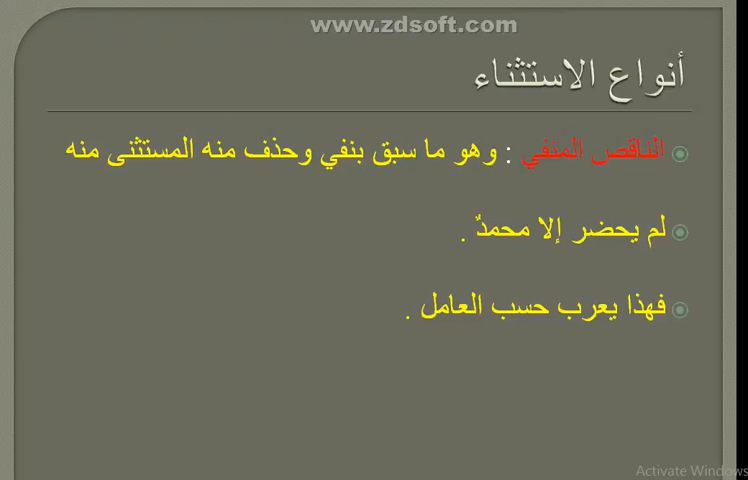 www.zdsoft.com
أنواع الاستثناء
الناقص المنفي : وهو ما سبق بنفي وحذف منه المستثنى منه
لم يحضر إلا محمدٌ .
فهذا يعرب حسب العامل .
Activate Windows